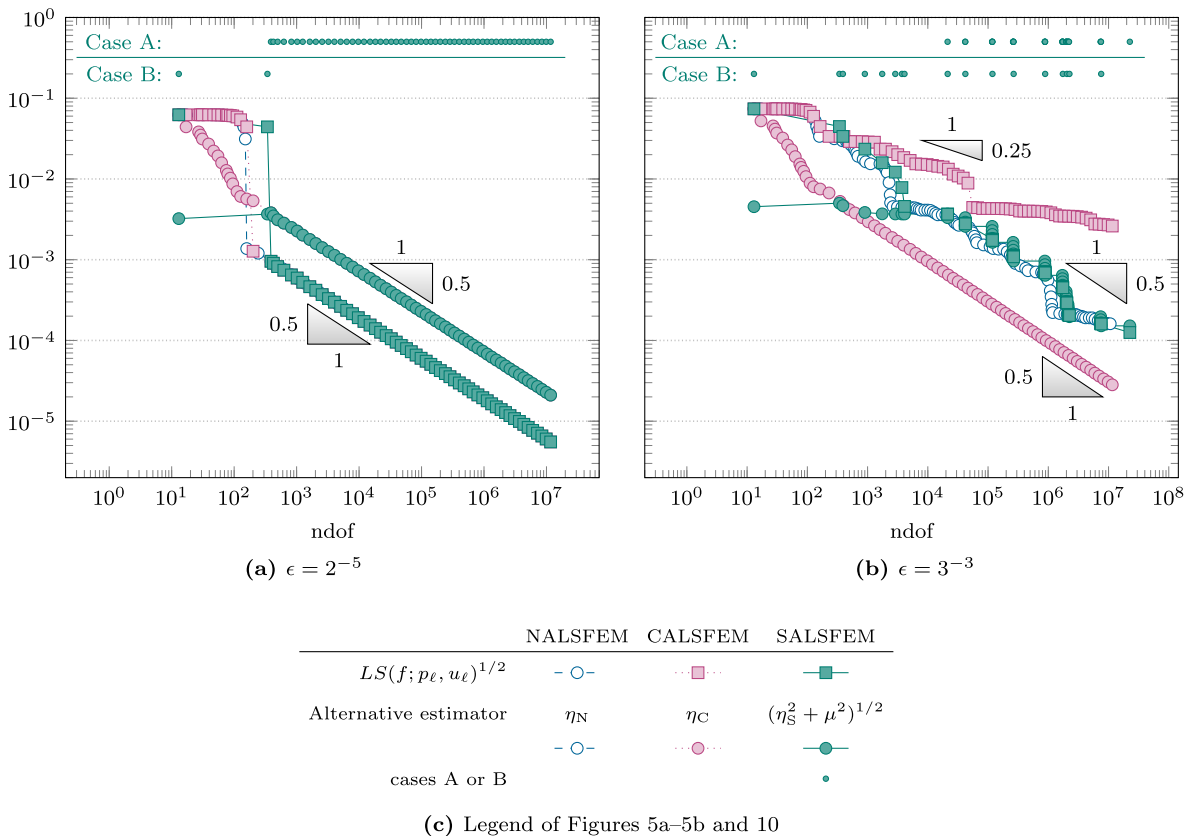 10^0
10^{-1}
10^{-2}
10^{-3}
10^{-4}
10^{-5}
Case A:
Case B:
1
0.5
0.5
1
10^0 10^1 10^2 10^3 10^4 10^5 10^6 10^7
ndof
(a) ϵ = 2^{-5}
Case A:
Case B:
1
0.25
1
0.5
0.5
1
10^0 10^1 10^2 10^3 10^4 10^5 10^6 10^7 10^8
ndof
(b) ϵ = 3^{-3}
NALSFEM CALSFEM SALSFEM
LS(f; p_ℓ, u_ℓ)^{1/2}
Alternative estimator η_N η_C (η_S^2 + μ^2)^{1/2}
cases A or B
(c) Legend of Figures 5a–5b and 10